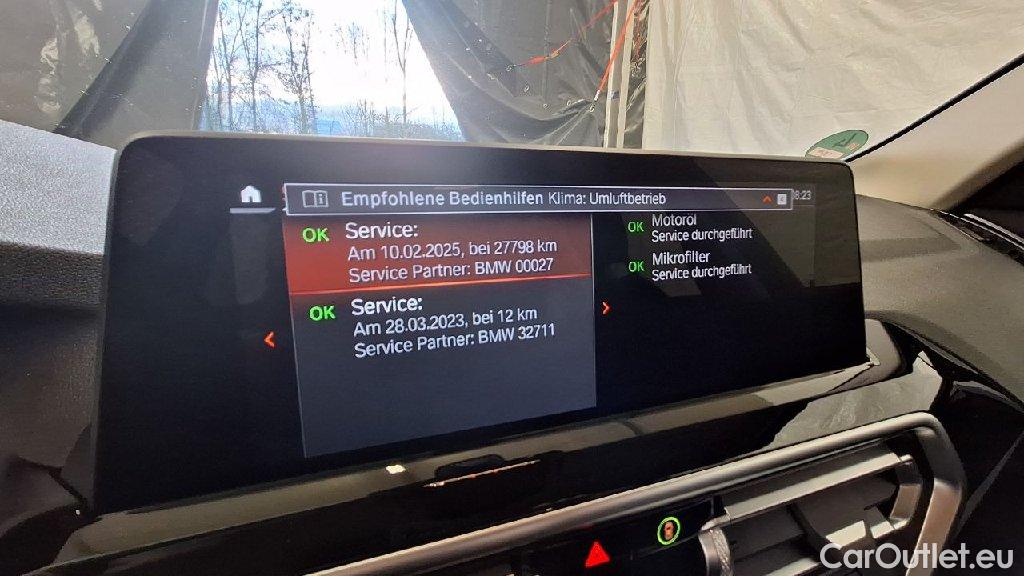 Empfohlene Bedienhilfen Klima: Umluftbetrieb
8:23
OK Service:
Am 10.02.2025, bei 27798 km
Service Partner: BMW 00027
OK Service:
Am 28.03.2023, bei 12 km
Service Partner: BMW 32711
OK Motoröl
Service durchgeführt
OK Mikrofilter
Service durchgeführt
CarOutlet.eu